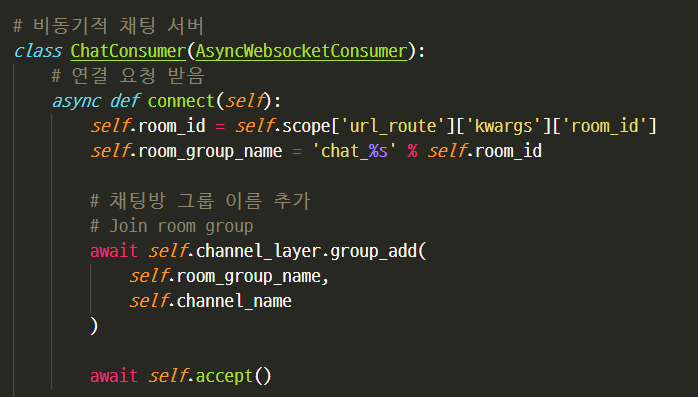 # 비동기적 채팅 서버
class ChatConsumer(AsyncWebsocketConsumer):
    # 연결 요청 받음
    async def connect(self):
        self.room_id = self.scope['url_route']['kwargs']['room_id']
        self.room_group_name = 'chat_%s' % self.room_id

        # 채팅방 그룹 이름 추가
        # Join room group
        await self.channel_layer.group_add(
            self.room_group_name,
            self.channel_name
        )

        await self.accept()